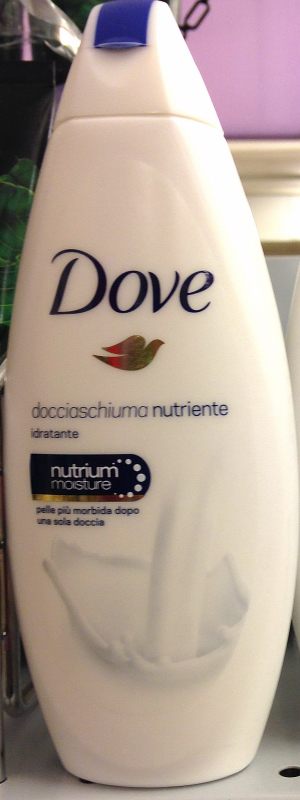 Dove
docciaschiuma nutriente
idratante
nutrium
moisture
pelle più morbida dopo
una sola doccia